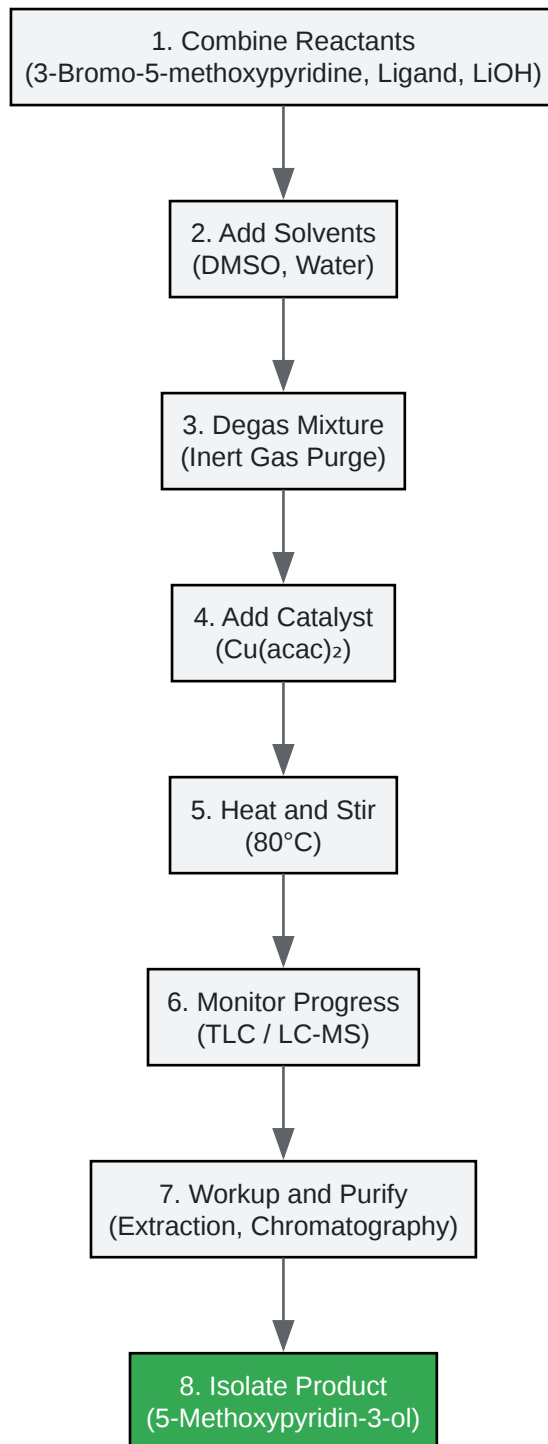 1. Combine Reactants
(3-Bromo-5-methoxypyridine, Ligand, LiOH)
2. Add Solvents
(DMSO, Water)
3. Degas Mixture
(Inert Gas Purge)
4. Add Catalyst
(Cu(acac)₂)
5. Heat and Stir
(80°C)
6. Monitor Progress
(TLC / LC-MS)
7. Workup and Purify
(Extraction, Chromatography)
8. Isolate Product
(5-Methoxypyridin-3-ol)